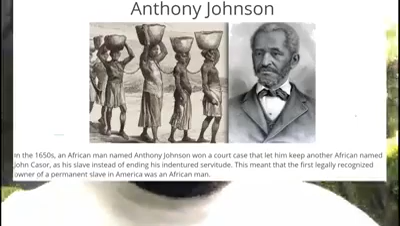 Anthony Johnson
In the 1650s, an African man named Anthony Johnson won a court case that let him keep another African named
John Casor, as his slave instead of ending his indentured servitude. This meant that the first legally recognized
owner of a permanent slave in America was an African man.